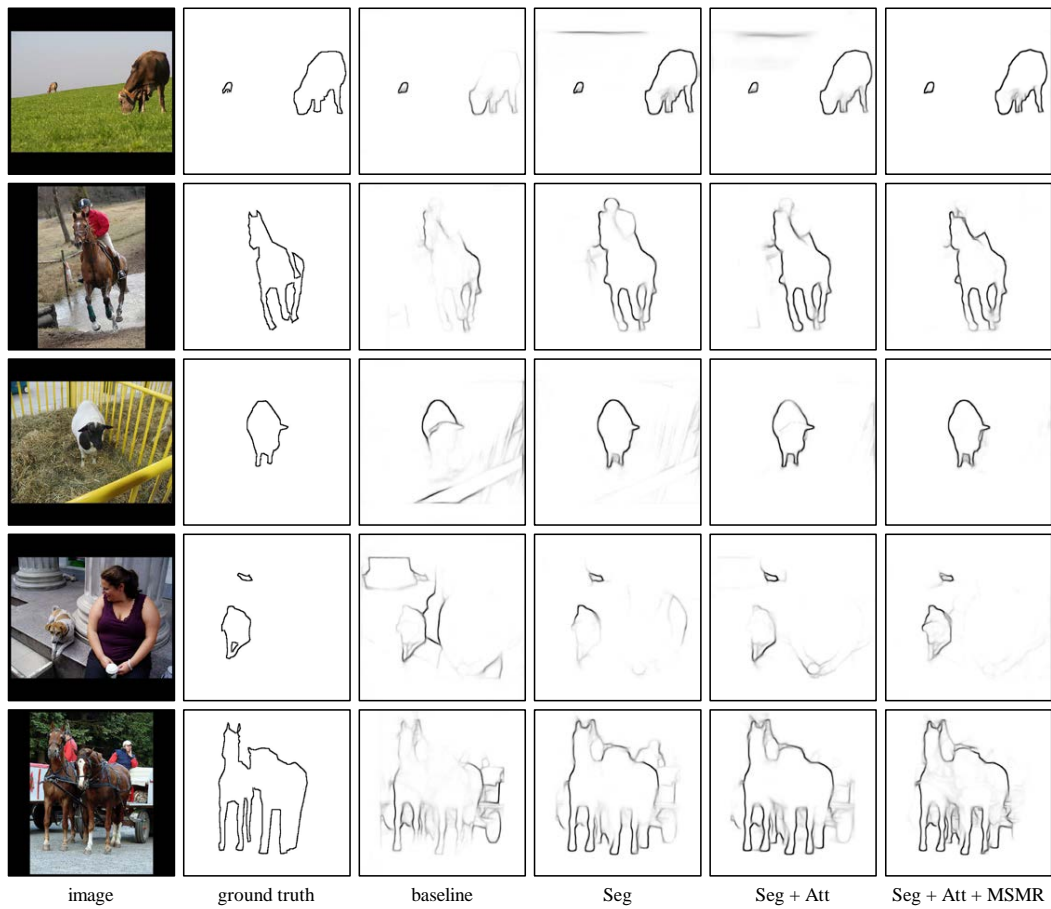 image ground truth baseline Seg Seg + Att Seg + Att + MSMR